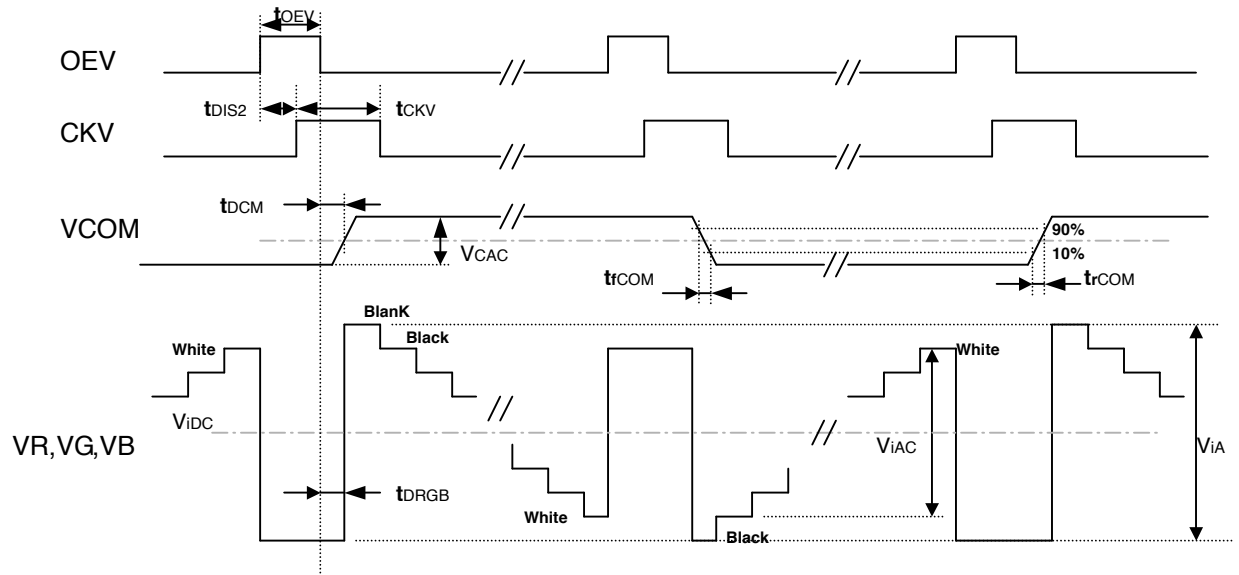 tOEV
OEV
tDIS2
tCKV
CKV
tDCM
VCOM
VCAC
90%
10%
tfCOM
trCOM
BlanK
White
Black
White
ViDC
VR,VG,VB
ViAC
ViA
tDRGB
White
Black